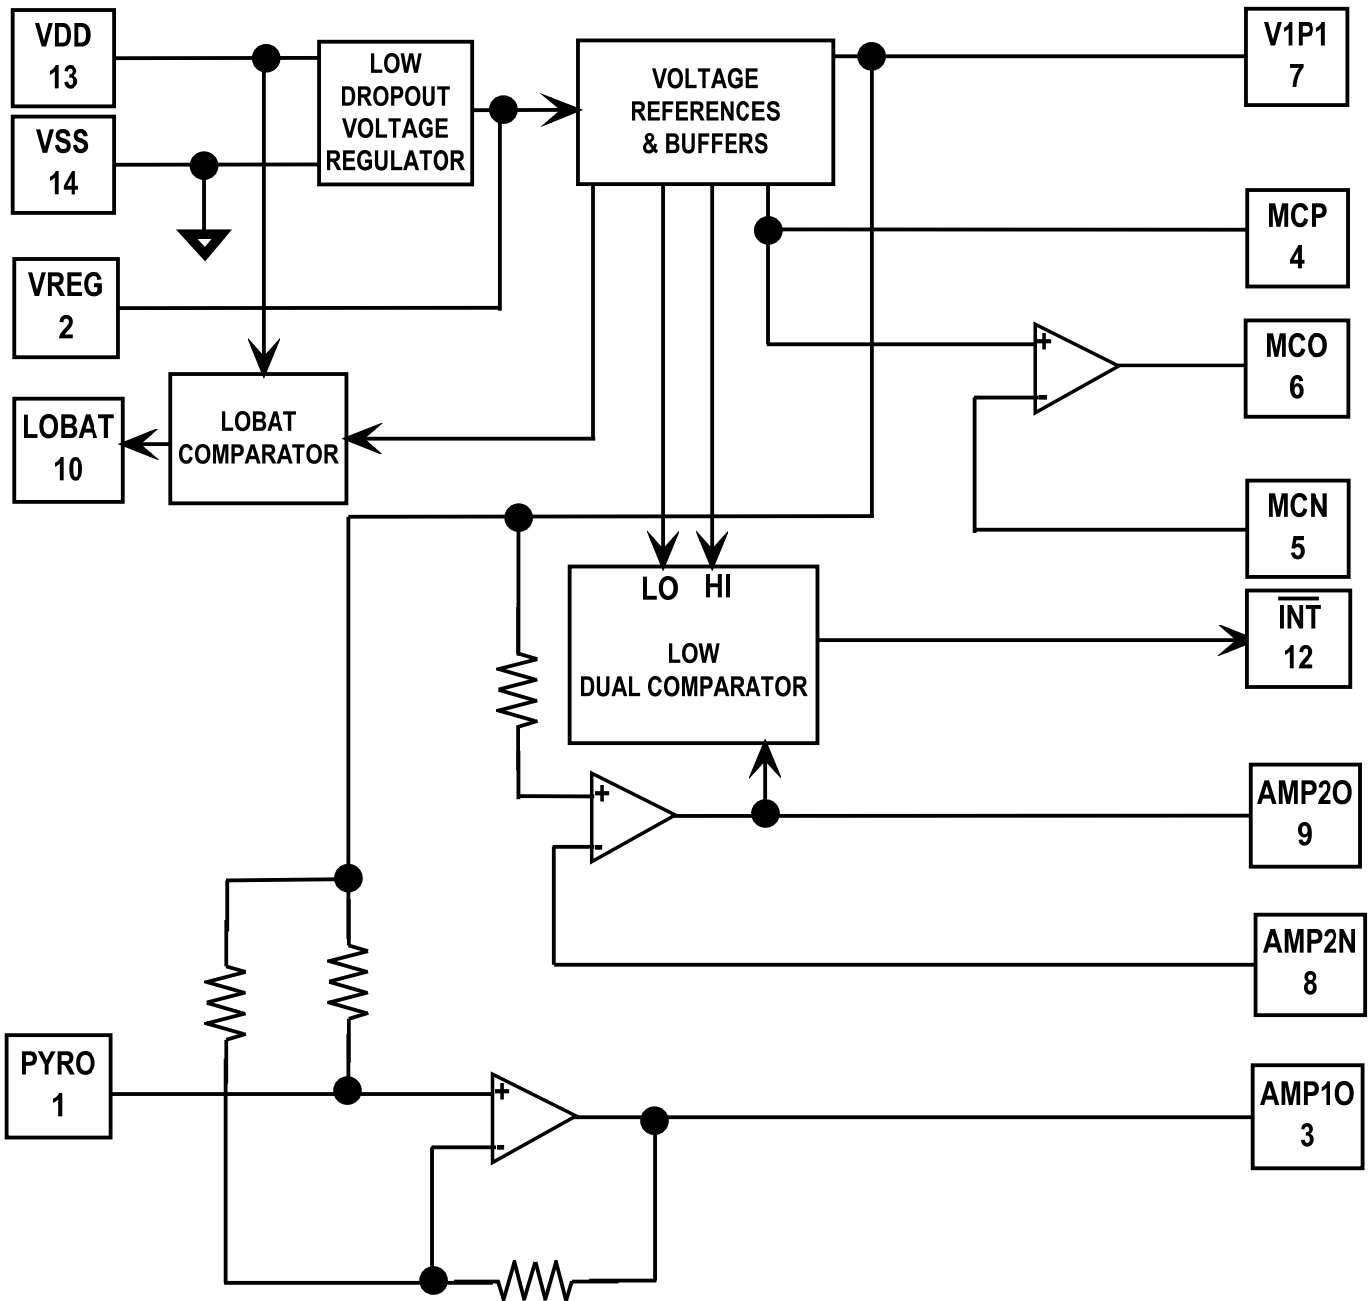 VDD
13
VSS
14
VREG
2
LOBAT
10
LOW
DROPOUT
VOLTAGE
REGULATOR
VOLTAGE
REFERENCES
& BUFFERS
LOBAT
COMPARATOR
LO HI
LOW
DUAL COMPARATOR
+
-
+
-
+
-
PYRO
1
V1P1
7
MCP
4
MCO
6
MCN
5
INT
12
AMP2O
9
AMP2N
8
AMP1O
3